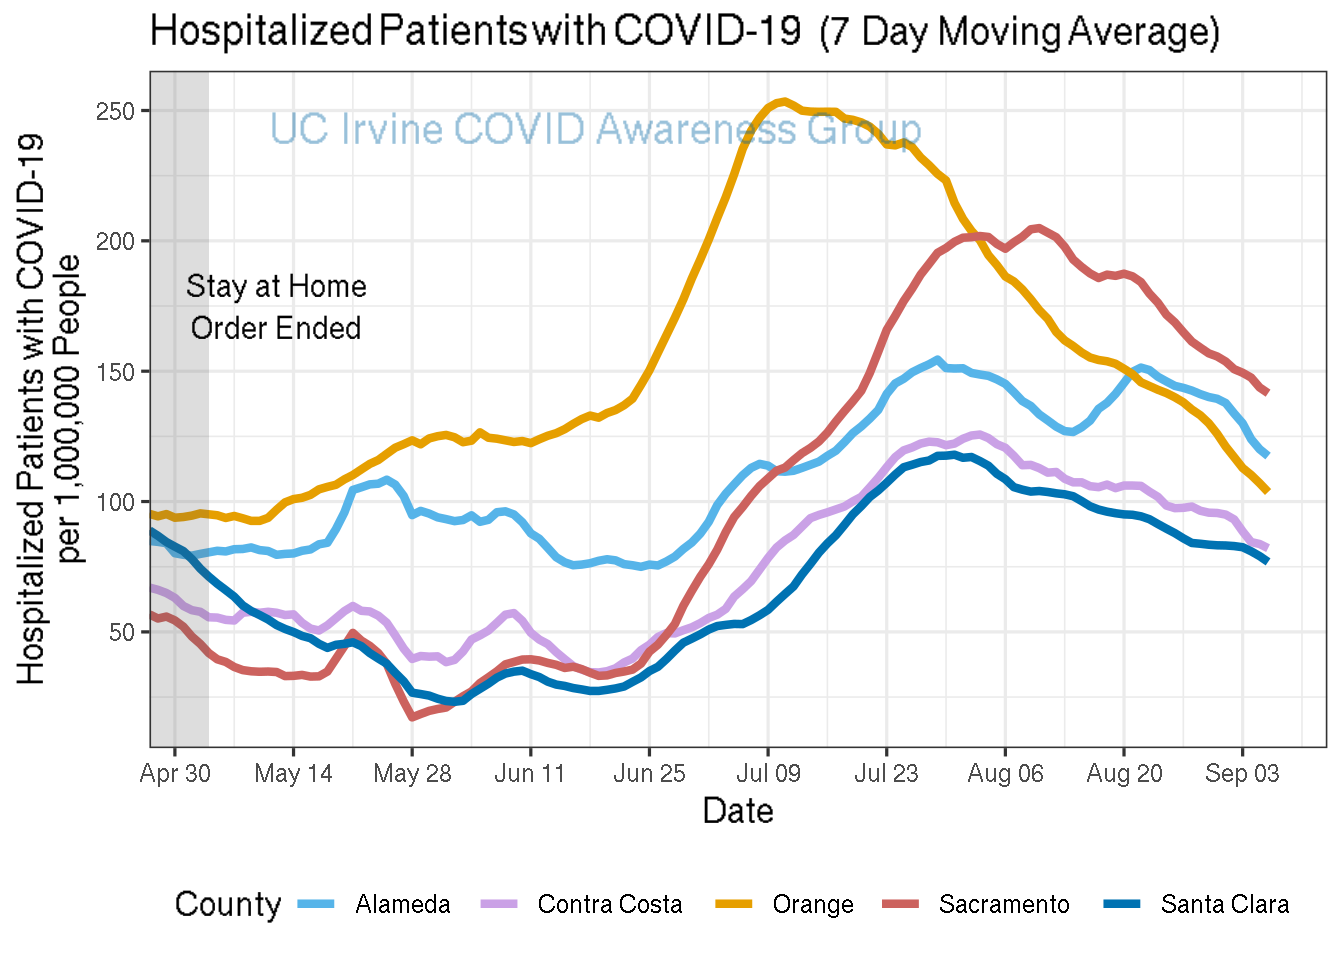 Hospitalized Patients with COVID-19 (7 Day Moving Average)
UC Irvine COVID Awareness Group
Stay at Home
Order Ended
Hospitalized Patients with COVID-19
per 1,000,000 People
250
200
150
100
50
Apr 30 May 14 May 28 Jun 11 Jun 25 Jul 09 Jul 23 Aug 06 Aug 20 Sep 03
Date
County Alameda Contra Costa Orange Sacramento Santa Clara